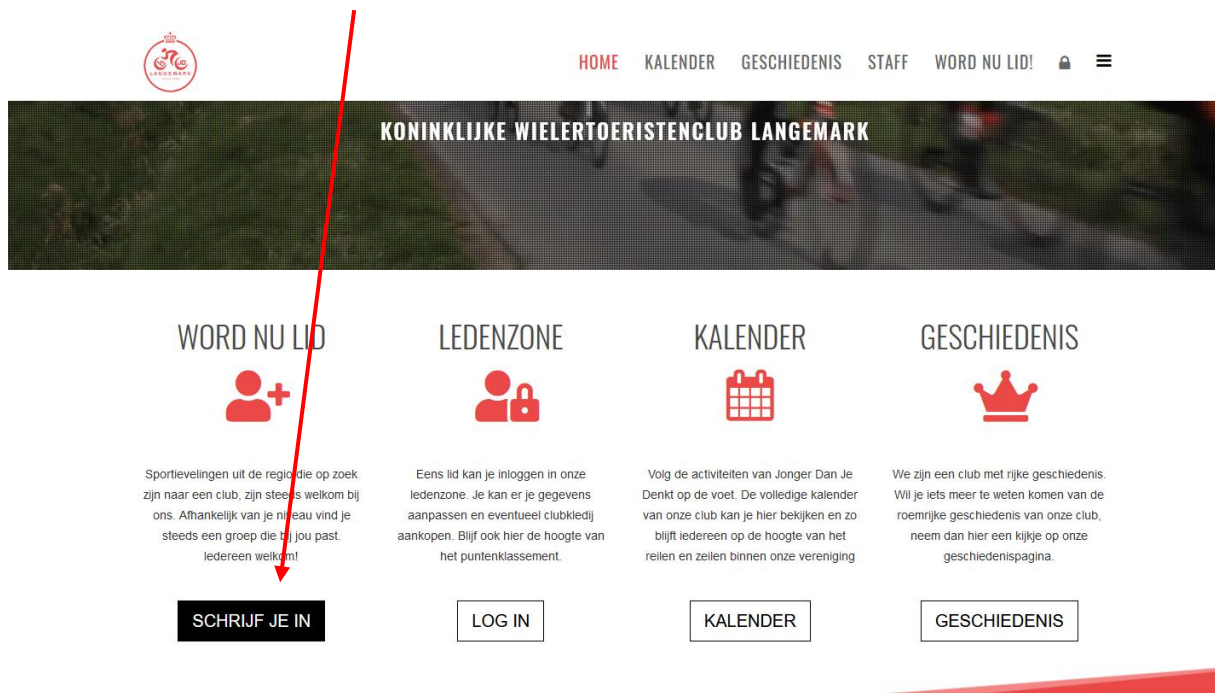 LANGEMARK
HOME KALENDER GESCHIEDENIS STAFF WORD NU LID!
KONINKLIJKE WIELERTOERISTENCLUB LANGEMARK
WORD NU LID
Sportievelingen uit de regio die op zoek
zijn naar een club, zijn steeds welkom bij
ons. Afhankelijk van je niveau vind je
steeds een groep die bij jou past.
Iedereen welkom!
SCHRIJF JE IN
LEDENZONE
Eens lid kan je inloggen in onze
ledenzone. Je kan er je gegevens
aanpassen en eventueel clubkledij
aankopen. Blijf ook hier de hoogte van
het puntenklassement.
LOG IN
KALENDER
Volg de activiteiten van Jonger Dan Je
Denkt op de voet. De volledige kalender
van onze club kan je hier bekijken en zo
blijft iedereen op de hoogte van het
reilen en zeilen binnen onze vereniging
KALENDER
GESCHIEDENIS
We zijn een club met rijke geschiedenis.
Wil je iets meer te weten komen van de
roemrijke geschiedenis van onze club,
neem dan hier een kijkje op onze
geschiedenispagina.
GESCHIEDENIS